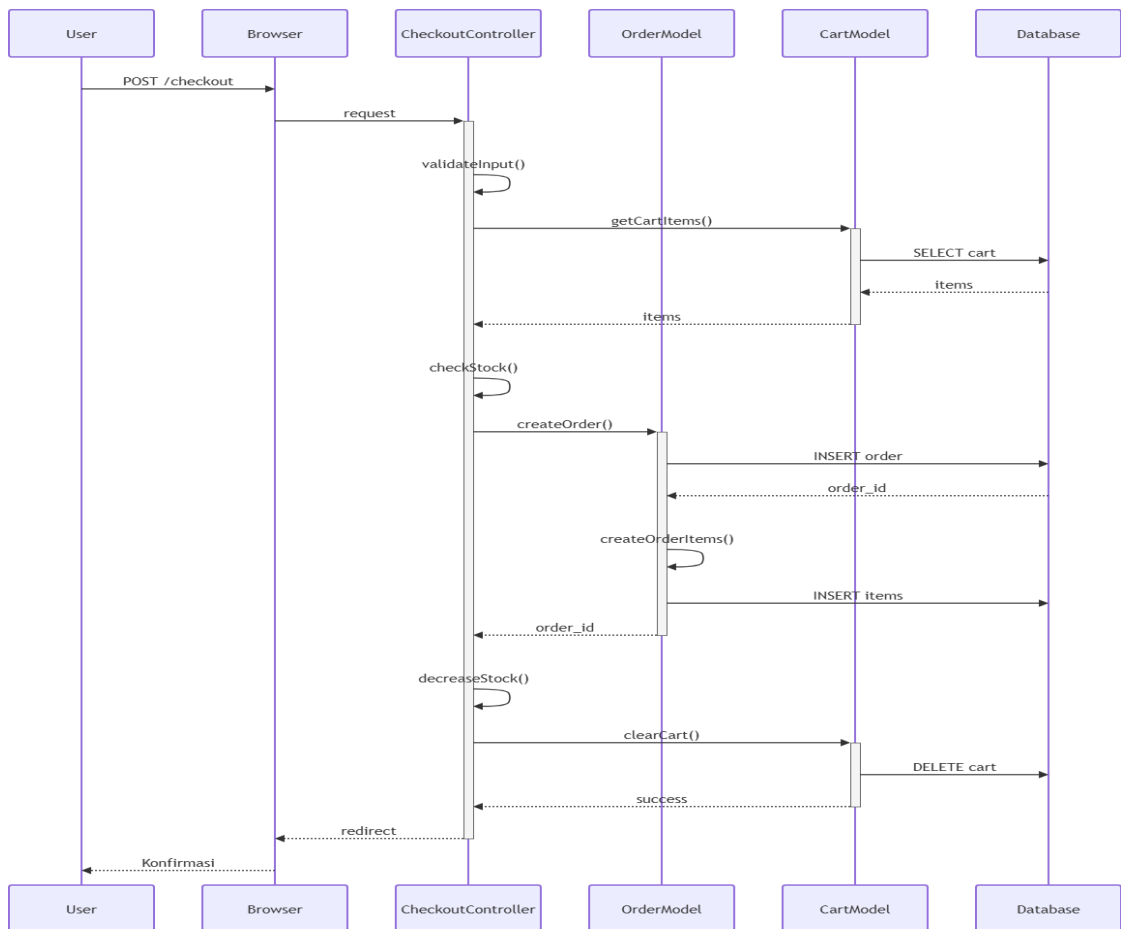 User
Browser
CheckoutController
OrderModel
CartModel
Database
POST /checkout
request
validateInput()
getCartItems()
SELECT cart
items
items
checkStock()
createOrder()
INSERT order
order_id
createOrderItems()
INSERT items
order_id
decreaseStock()
clearCart()
DELETE cart
success
redirect
Konfirmasi
User
Browser
CheckoutController
OrderModel
CartModel
Database